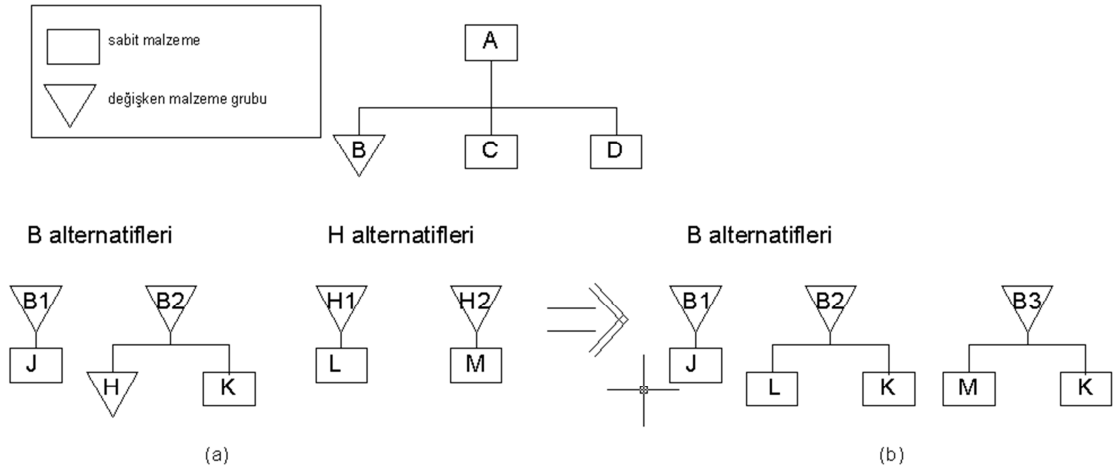 sabit malzeme
değişken malzeme grubu
A
B C D
B alternatifleri H alternatifleri B alternatifleri
B1 B2 H1 H2 B1 B2 B3
J L M J
H K L K M K
(a) (b)